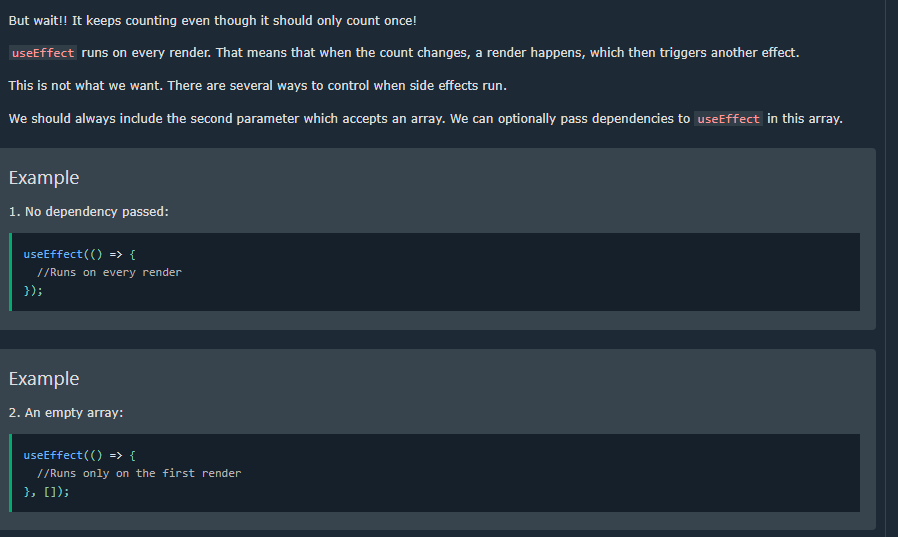 But wait!! It keeps counting even though it should only count once!
useEffect runs on every render. That means that when the count changes, a render happens, which then triggers another effect.
This is not what we want. There are several ways to control when side effects run.
We should always include the second parameter which accepts an array. We can optionally pass dependencies to useEffect in this array.
Example
1. No dependency passed:
useEffect(() => {
  //Runs on every render
});
Example
2. An empty array:
useEffect(() => {
  //Runs only on the first render
}, []);